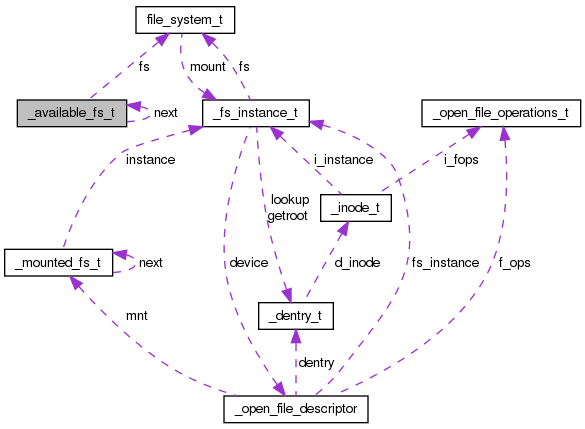 file_system_t
fs
mount
fs
_available_fs_t
next
_fs_instance_t
_open_file_operations_t
instance
i_instance
i_fops
lookup
getroot
_inode_t
_mounted_fs_t
next
device
d_inode
fs_instance
f_ops
mnt
_dentry_t
dentry
_open_file_descriptor